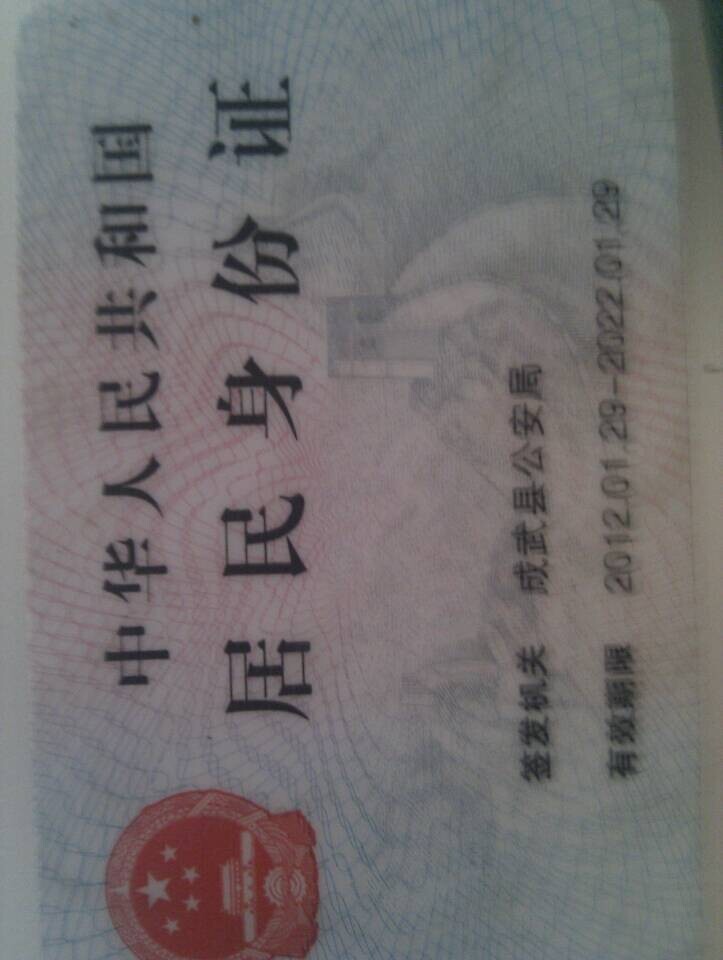 中华人民共和国
居民身份证
签发机关 成武县公安局
有效期限 2012.01.29-2022.01.29